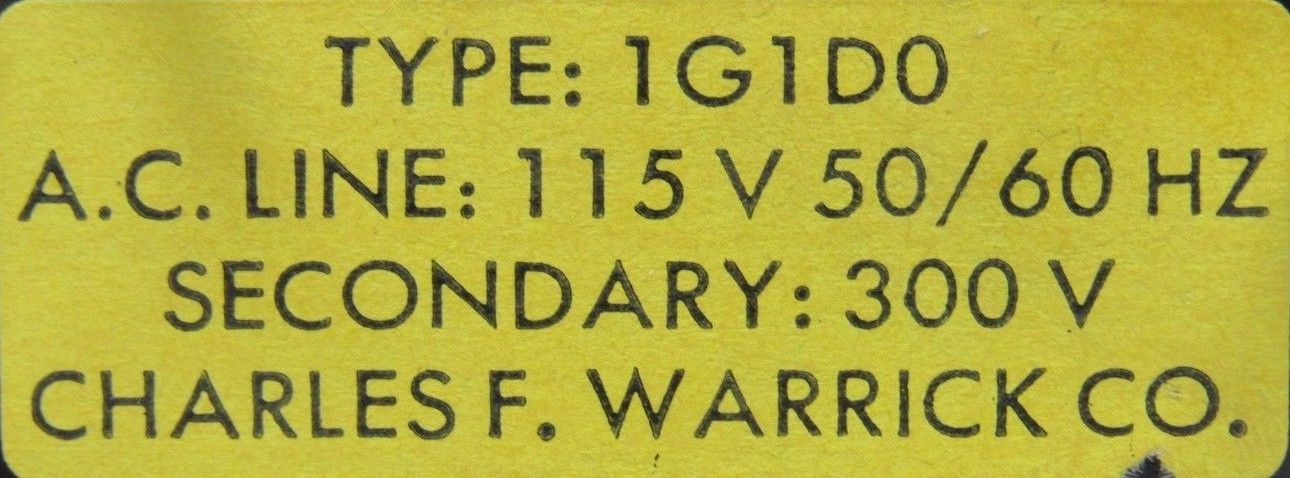 TYPE: 1G1D0
A.C. LINE: 115 V 50/60 HZ
SECONDARY: 300 V
CHARLES F. WARRICK CO.